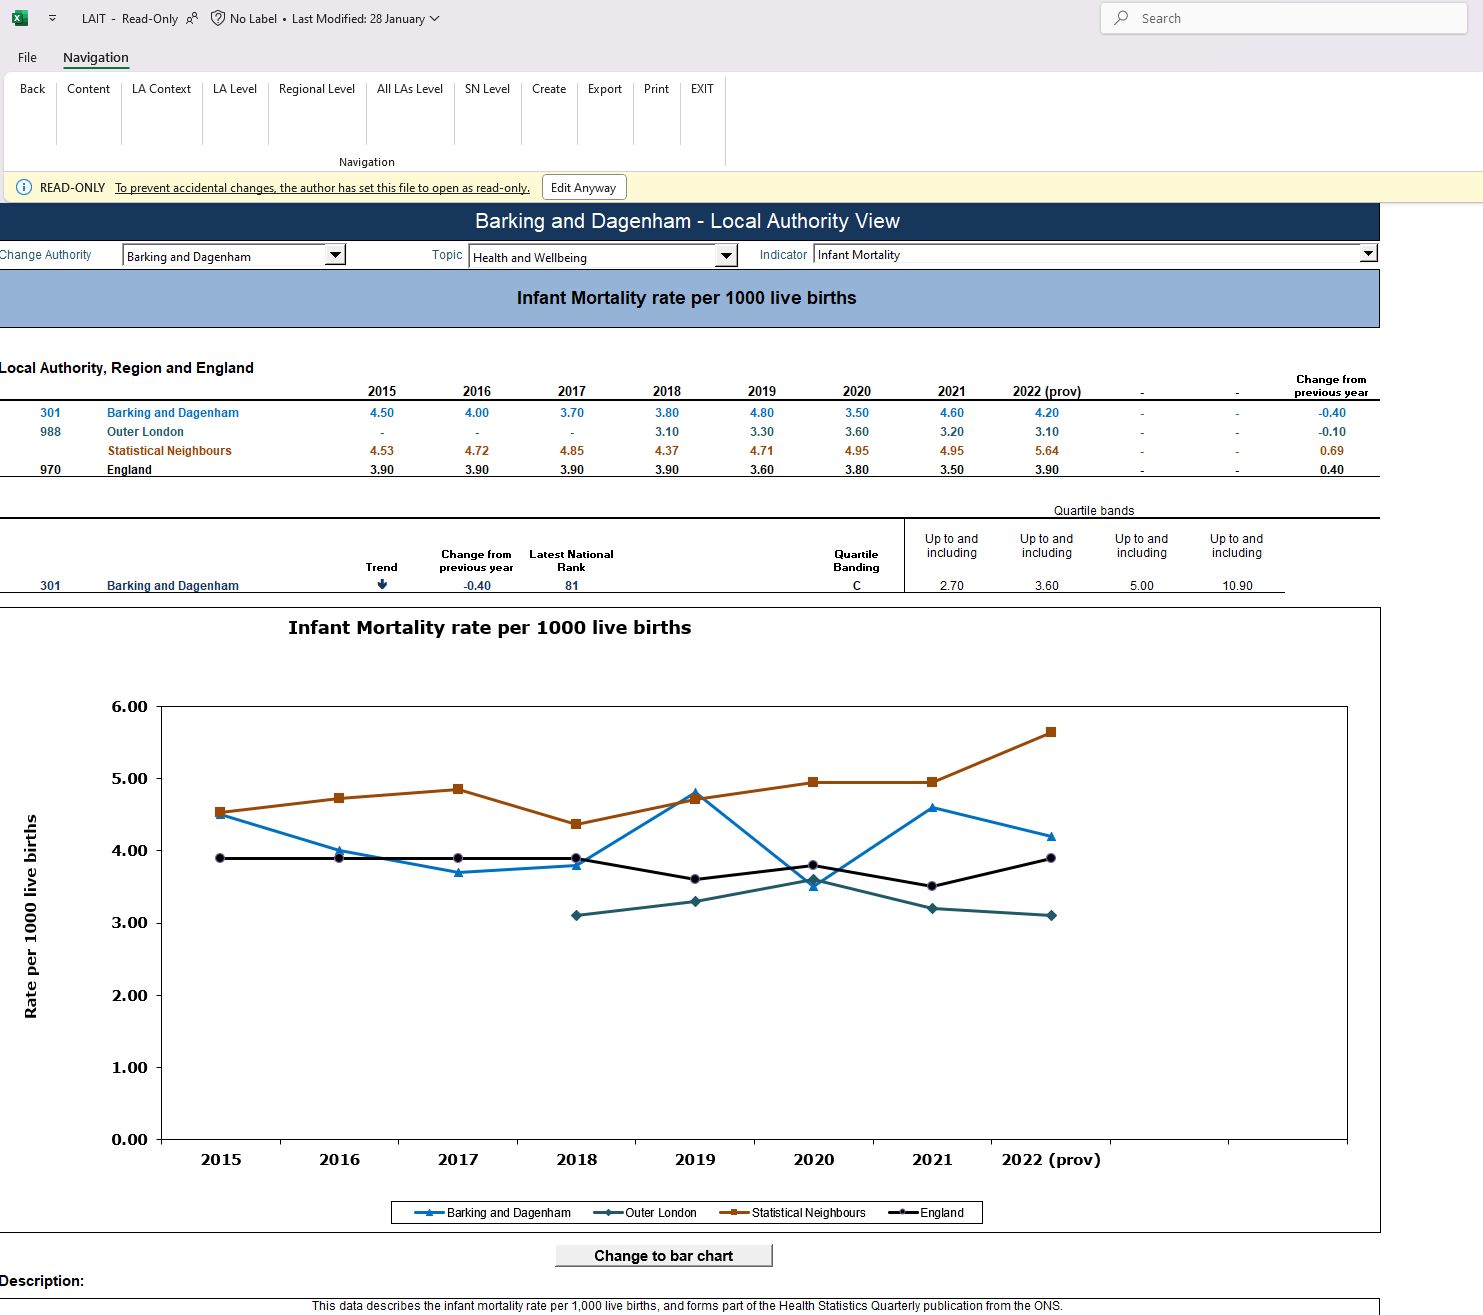 LAIT - Read-Only No Label • Last Modified: 28 January
Search
File Navigation
Back Content LA Context LA Level Regional Level All LAs Level SN Level Create Export Print EXIT
Navigation
READ-ONLY To prevent accidental changes, the author has set this file to open as read-only. Edit Anyway
Barking and Dagenham - Local Authority View
Change Authority Barking and Dagenham Topic Health and Wellbeing Indicator Infant Mortality
Infant Mortality rate per 1000 live births
Local Authority, Region and England
2015 2016 2017 2018 2019 2020 2021 2022 (prov) - - Change from previous year
301 Barking and Dagenham 4.50 4.00 3.70 3.80 4.80 3.50 4.60 4.20 - - -0.40
988 Outer London - - - 3.10 3.30 3.60 3.20 3.10 - - -0.10
Statistical Neighbours 4.53 4.72 4.85 4.37 4.71 4.95 4.95 5.64 - - 0.69
970 England 3.90 3.90 3.90 3.90 3.60 3.80 3.50 3.90 - - 0.40
Quartile bands
Trend Change from previous year Latest National Rank Quartile Banding Up to and including Up to and including Up to and including Up to and including
301 Barking and Dagenham -0.40 81 C 2.70 3.60 5.00 10.90
Infant Mortality rate per 1000 live births
Rate per 1000 live births
6.00
5.00
4.00
3.00
2.00
1.00
0.00
2015 2016 2017 2018 2019 2020 2021 2022 (prov)
Barking and Dagenham Outer London Statistical Neighbours England
Change to bar chart
Description:
This data describes the infant mortality rate per 1,000 live births, and forms part of the Health Statistics Quarterly publication from the ONS.